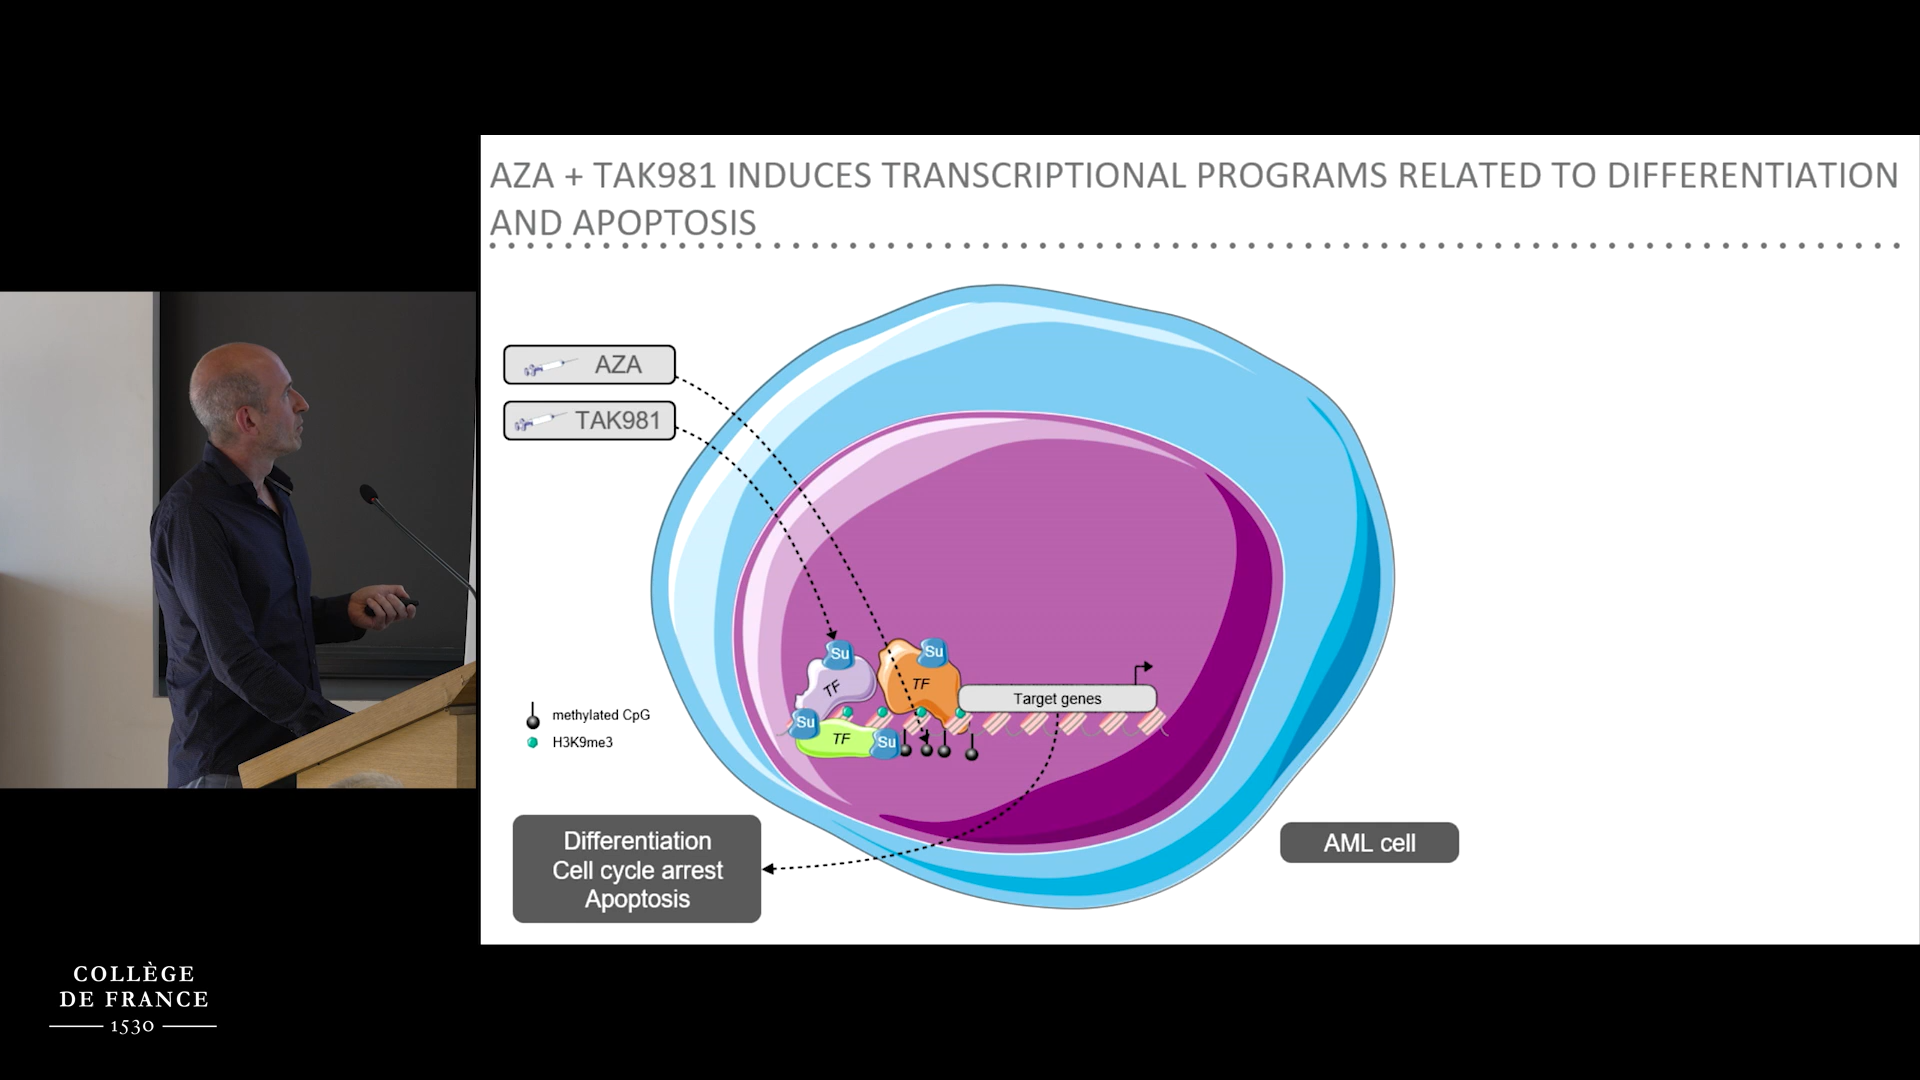 AZA + TAK981 INDUCES TRANSCRIPTIONAL PROGRAMS RELATED TO DIFFERENTIATION
AND APOPTOSIS
AZA
TAK981
Su
Su
TF
TF
Target genes
Su
TF
Su
methylated CpG
H3K9me3
Differentiation
Cell cycle arrest
Apoptosis
AML cell
COLLÈGE
DE FRANCE
1530